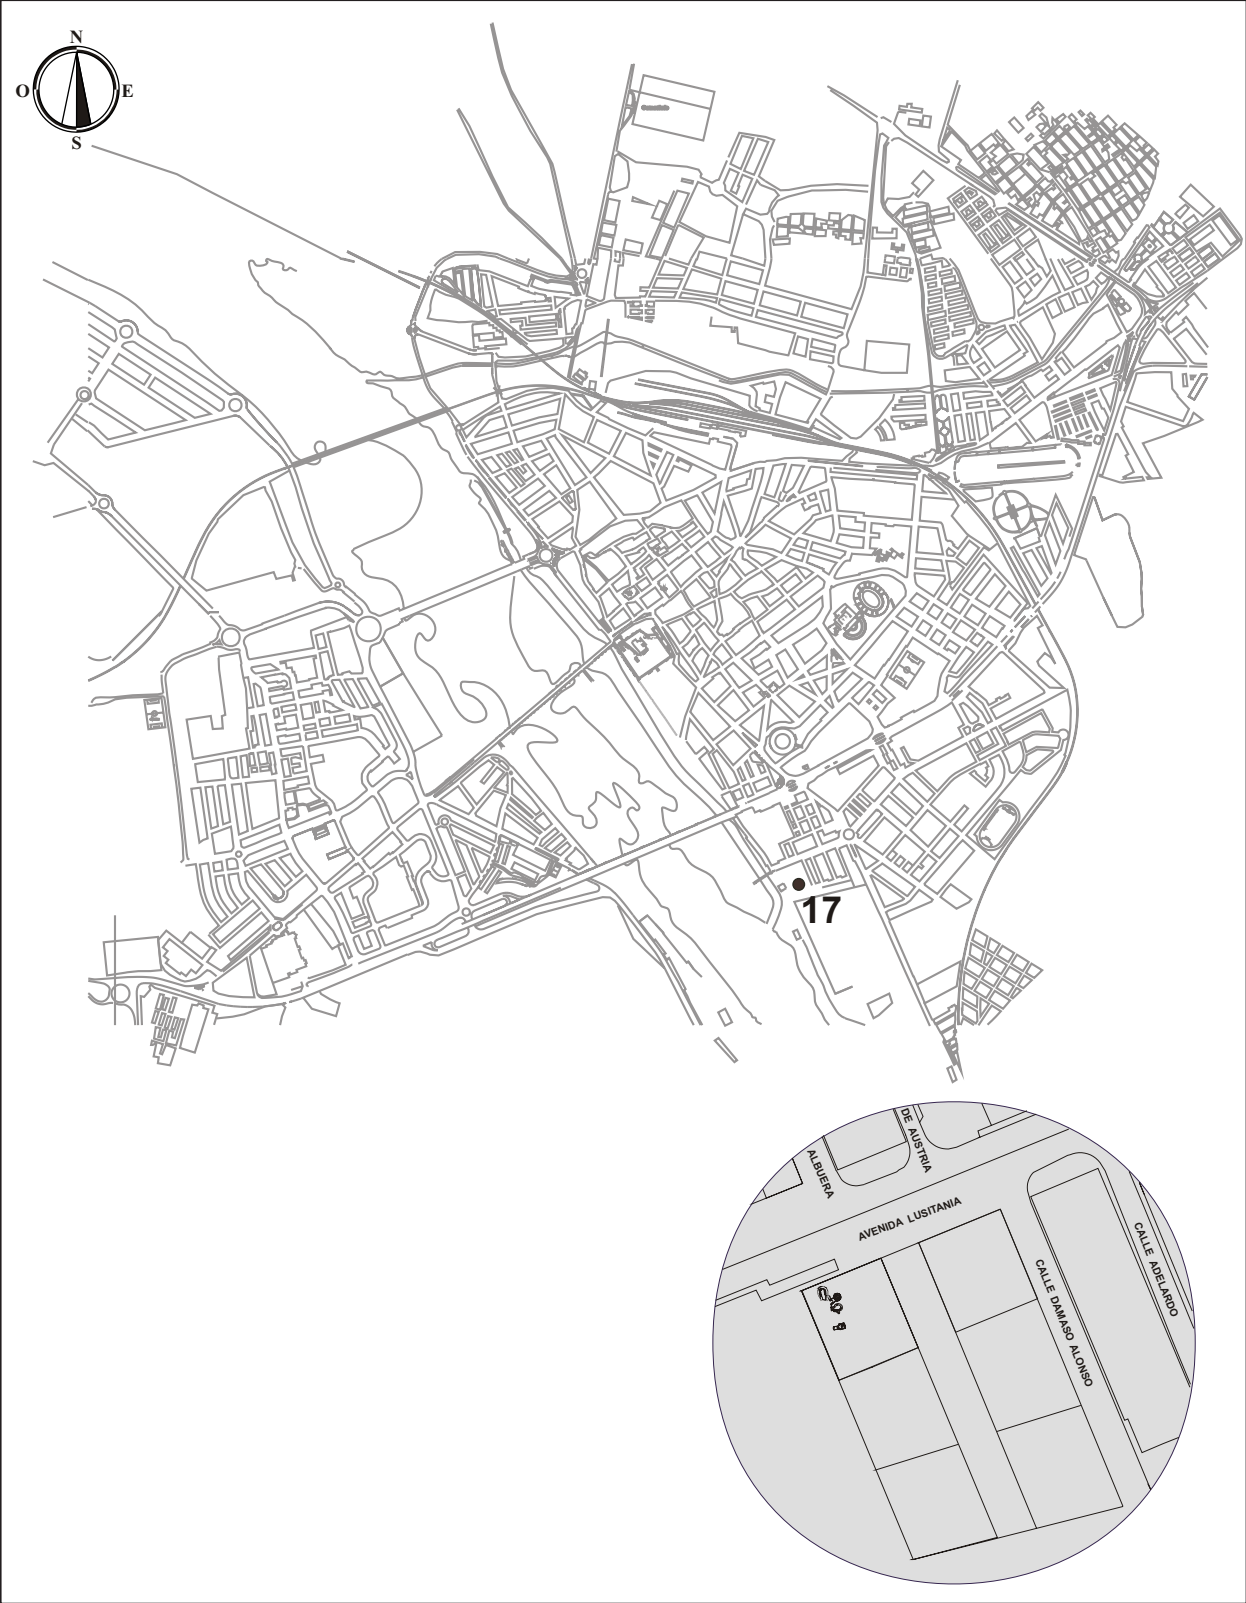 N
O
E
S
17
DE AUSTRIA
ALBUERA
AVENIDA LUSITANIA
CALLE ADELARDO
CALLE DAMASO ALONSO